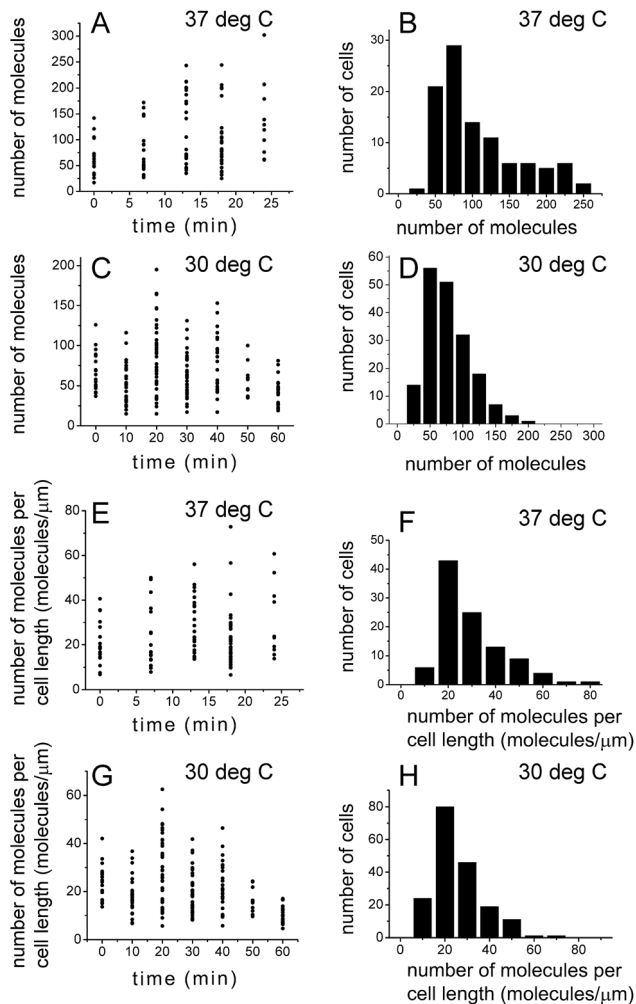 A 37 deg C
number of molecules
300
250
200
150
100
50
0
0 5 10 15 20 25
time (min)
B 37 deg C
number of cells
30
20
10
0
50 100 150 200 250
number of molecules
C 30 deg C
number of molecules
200
150
100
50
0
0 10 20 30 40 50 60
time (min)
D 30 deg C
number of cells
60
50
40
30
20
10
0
0 50 100 150 200 250 300
number of molecules
E 37 deg C
number of molecules per
cell length (molecules/μm)
80
60
40
20
0
0 5 10 15 20 25
time (min)
F 37 deg C
number of cells
50
40
30
20
10
0
0 20 40 60 80
number of molecules per
cell length (molecules/μm)
G 30 deg C
number of molecules per
cell length (molecules/μm)
60
40
20
0
0 10 20 30 40 50 60
time (min)
H 30 deg C
number of cells
80
60
40
20
0
0 20 40 60 80
number of molecules per
cell length (molecules/μm)